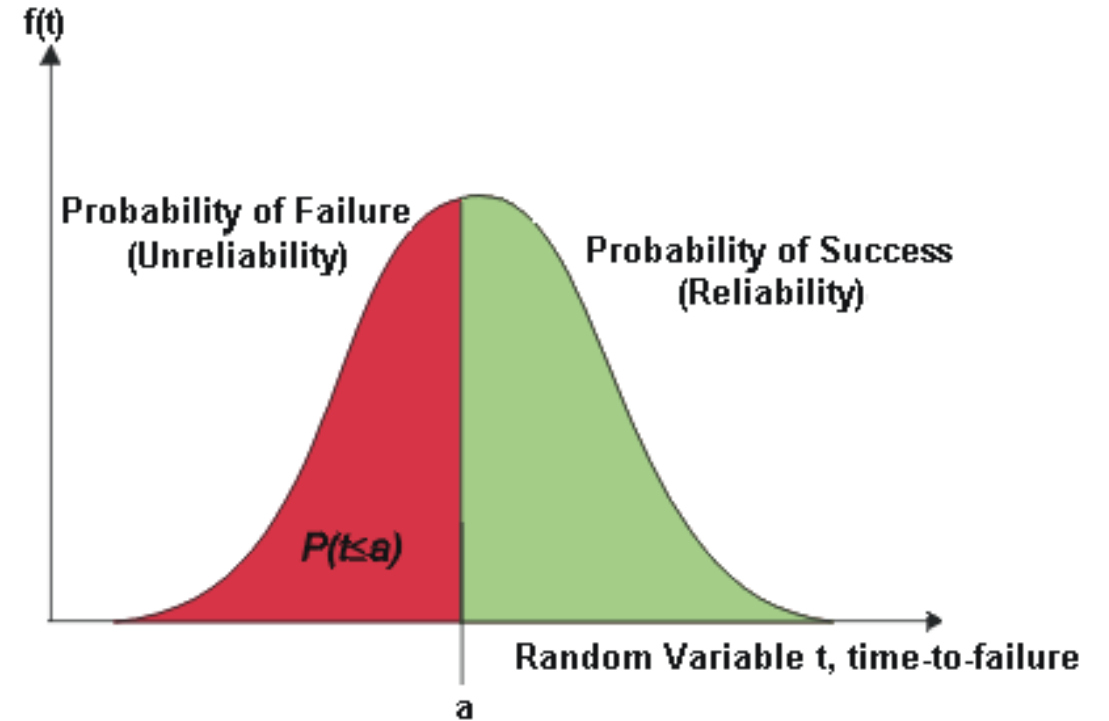 f(t)
Probability of Failure
(Unreliability)
Probability of Success
(Reliability)
P(t≤a)
Random Variable t, time-to-failure
a